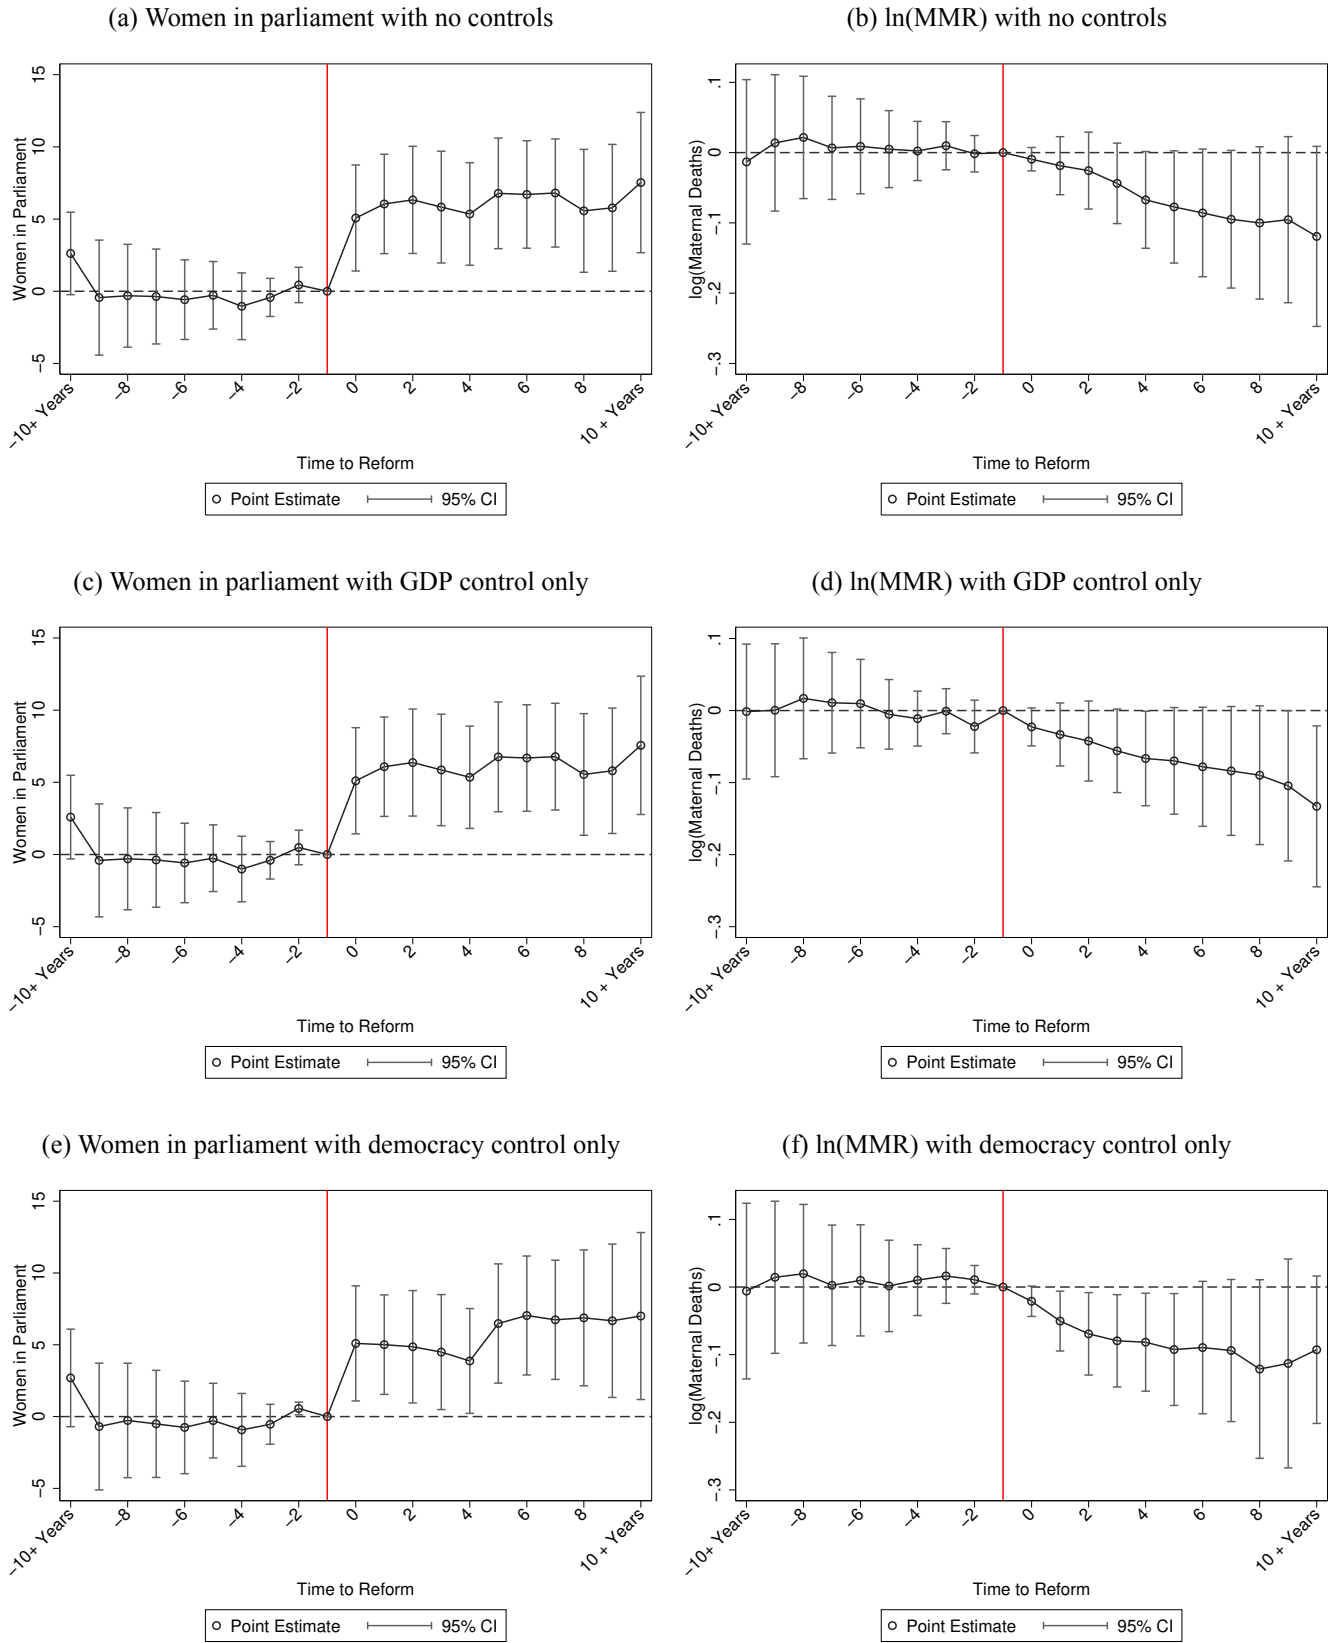 (a) Women in parliament with no controls
Women in Parliament
15
10
5
0
−5
−10+ Years
−8
−6
−4
−2
0
2
4
6
8
10 + Years
Time to Reform
Point Estimate 95% CI
(b) ln(MMR) with no controls
log(Maternal Deaths)
.1
0
−.1
−.2
−.3
−10+ Years
−8
−6
−4
−2
0
2
4
6
8
10 + Years
Time to Reform
Point Estimate 95% CI
(c) Women in parliament with GDP control only
Women in Parliament
15
10
5
0
−5
−10+ Years
−8
−6
−4
−2
0
2
4
6
8
10 + Years
Time to Reform
Point Estimate 95% CI
(d) ln(MMR) with GDP control only
log(Maternal Deaths)
.1
0
−.1
−.2
−.3
−10+ Years
−8
−6
−4
−2
0
2
4
6
8
10 + Years
Time to Reform
Point Estimate 95% CI
(e) Women in parliament with democracy control only
Women in Parliament
15
10
5
0
−5
−10+ Years
−8
−6
−4
−2
0
2
4
6
8
10 + Years
Time to Reform
Point Estimate 95% CI
(f) ln(MMR) with democracy control only
log(Maternal Deaths)
.1
0
−.1
−.2
−.3
−10+ Years
−8
−6
−4
−2
0
2
4
6
8
10 + Years
Time to Reform
Point Estimate 95% CI